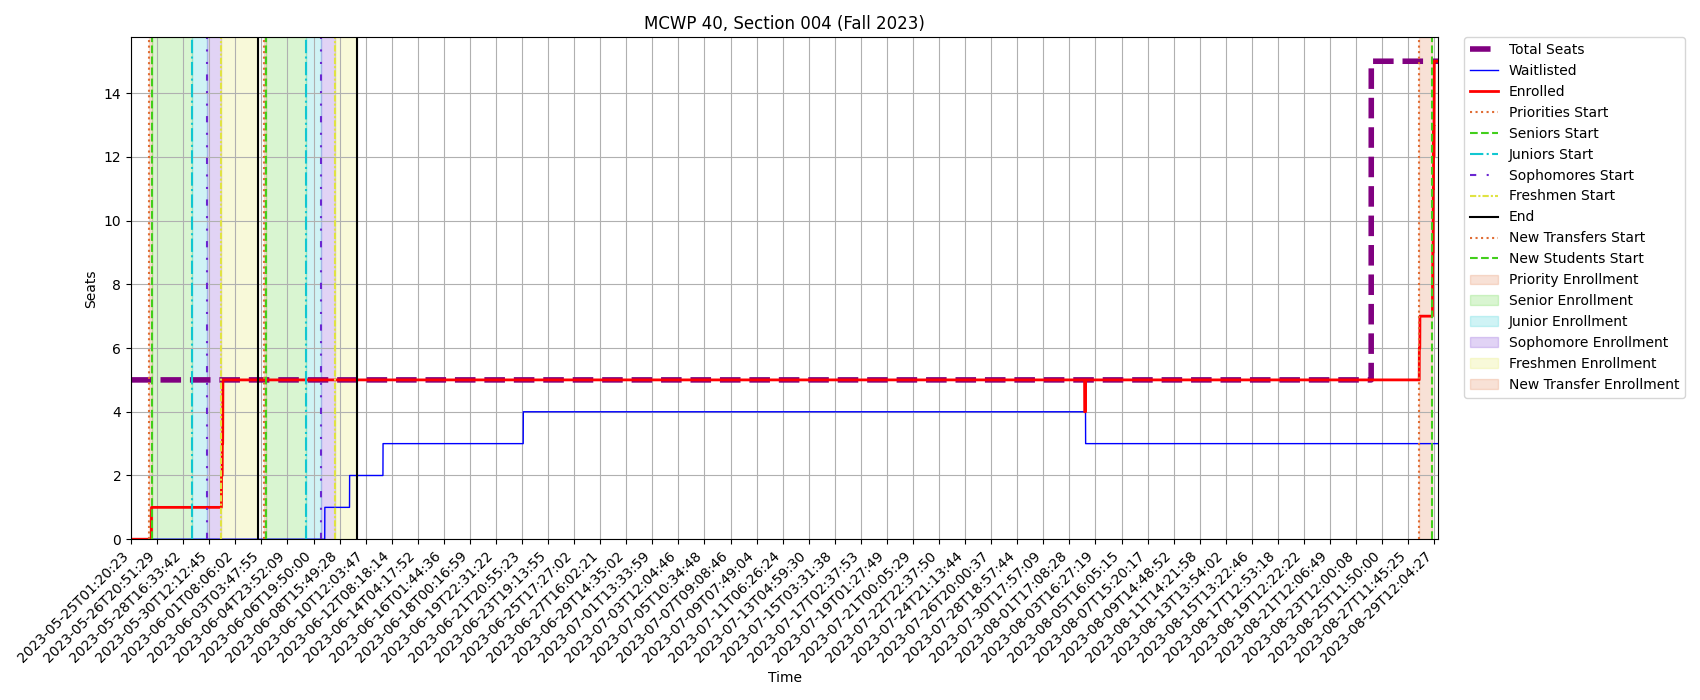 MCWP 40, Section 004 (Fall 2023)
Seats
14
12
10
8
6
4
2
0
2023-05-25T01:20:23
2023-05-26T20:51:29
2023-05-28T16:33:42
2023-05-30T12:12:45
2023-06-01T08:06:02
2023-06-03T03:47:55
2023-06-04T23:52:09
2023-06-06T19:50:00
2023-06-08T15:49:28
2023-06-10T12:03:47
2023-06-12T08:18:14
2023-06-14T04:17:52
2023-06-16T01:44:36
2023-06-18T00:16:59
2023-06-19T22:31:22
2023-06-21T20:55:23
2023-06-23T19:13:55
2023-06-25T17:27:02
2023-06-27T16:02:21
2023-06-29T14:35:02
2023-07-01T13:33:59
2023-07-03T12:04:46
2023-07-05T10:34:48
2023-07-07T09:08:46
2023-07-09T07:49:04
2023-07-11T06:26:24
2023-07-13T04:59:30
2023-07-15T03:31:38
2023-07-17T02:37:53
2023-07-19T01:27:49
2023-07-21T00:05:29
2023-07-22T22:37:50
2023-07-24T21:13:44
2023-07-26T20:00:37
2023-07-28T18:57:44
2023-07-30T17:57:09
2023-08-01T17:08:28
2023-08-03T16:27:19
2023-08-05T16:05:15
2023-08-07T15:20:17
2023-08-09T14:48:52
2023-08-11T14:21:58
2023-08-13T13:54:02
2023-08-15T13:22:46
2023-08-17T12:53:18
2023-08-19T12:22:22
2023-08-21T12:06:49
2023-08-23T12:00:08
2023-08-25T11:50:00
2023-08-27T11:45:25
2023-08-29T12:04:27
Time
Total Seats
Waitlisted
Enrolled
Priorities Start
Seniors Start
Juniors Start
Sophomores Start
Freshmen Start
End
New Transfers Start
New Students Start
Priority Enrollment
Senior Enrollment
Junior Enrollment
Sophomore Enrollment
Freshmen Enrollment
New Transfer Enrollment